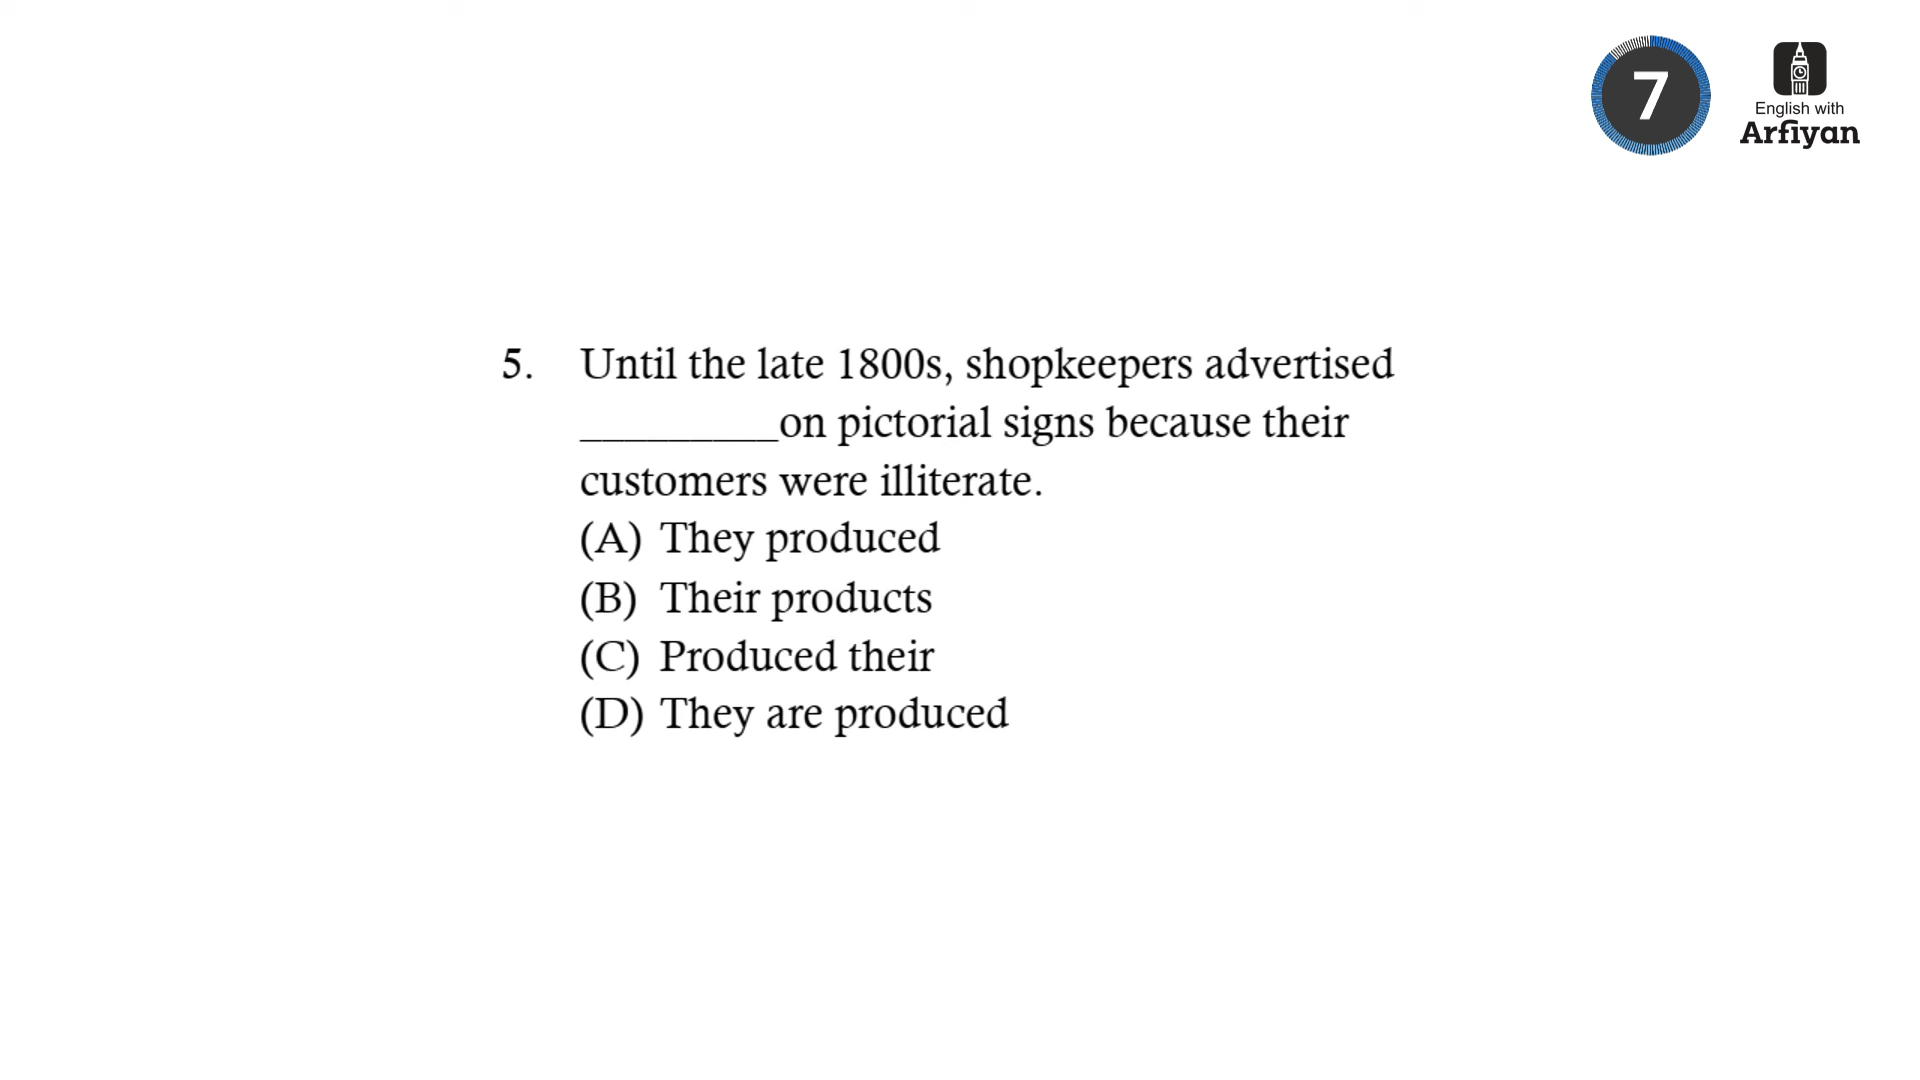 7
English with
Arfiyan
5. Until the late 1800s, shopkeepers advertised
_________on pictorial signs because their
customers were illiterate.
(A) They produced
(B) Their products
(C) Produced their
(D) They are produced